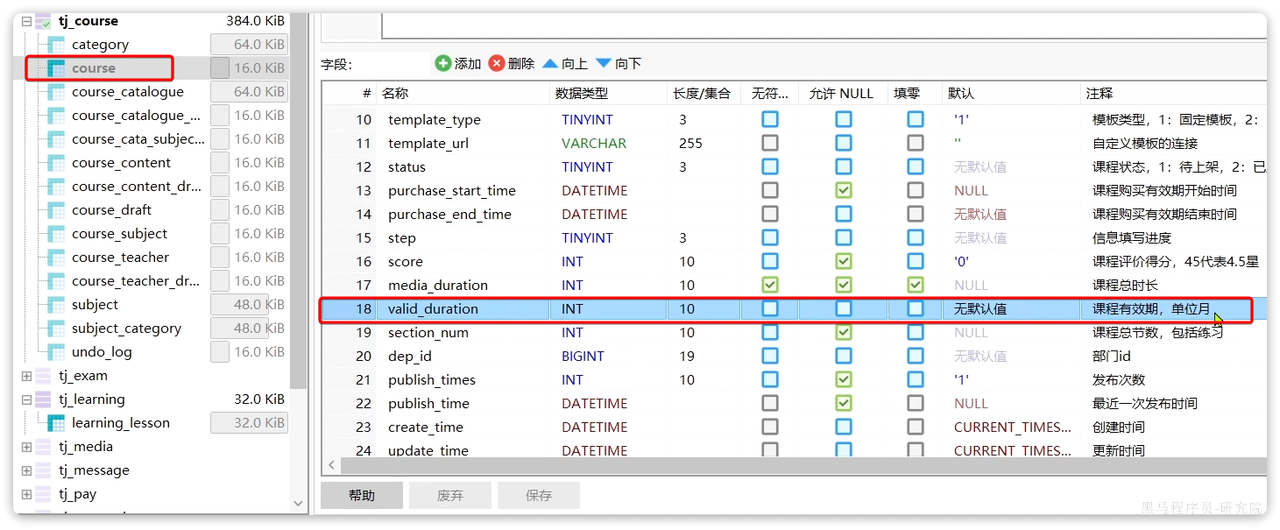 tj_course 384.0 KiB
category 64.0 KiB
course 16.0 KiB
course_catalogue 64.0 KiB
course_catalogue_... 16.0 KiB
course_cata_subjec... 16.0 KiB
course_content 16.0 KiB
course_content_dr... 16.0 KiB
course_draft 16.0 KiB
course_subject 16.0 KiB
course_teacher 16.0 KiB
course_teacher_dr... 16.0 KiB
subject 48.0 KiB
subject_category 48.0 KiB
undo_log 16.0 KiB
tj_exam
tj_learning 32.0 KiB
learning_lesson 32.0 KiB
tj_media
tj_message
tj_pay
字段： 添加 删除 向上 向下
# 名称 数据类型 长度/集合 无符... 允许 NULL 填零 默认 注释
10 template_type TINYINT 3 '1' 模板类型，1：固定模板，2：
11 template_url VARCHAR 255 '' 自定义模板的连接
12 status TINYINT 3 无默认值 课程状态，1：待上架，2：已
13 purchase_start_time DATETIME NULL 课程购买有效期开始时间
14 purchase_end_time DATETIME 无默认值 课程购买有效期结束时间
15 step TINYINT 3 无默认值 信息填写进度
16 score INT 10 '0' 课程评价得分，45代表4.5星
17 media_duration INT 10 NULL 课程总时长
18 valid_duration INT 10 无默认值 课程有效期，单位月
19 section_num INT 10 NULL 课程总节数，包括练习
20 dep_id BIGINT 19 无默认值 部门id
21 publish_times INT 10 '1' 发布次数
22 publish_time DATETIME NULL 最近一次发布时间
23 create_time DATETIME CURRENT_TIMES... 创建时间
24 update_time DATETIME CURRENT_TIMES... 更新时间
帮助 废弃 保存
黑马程序员-研究院